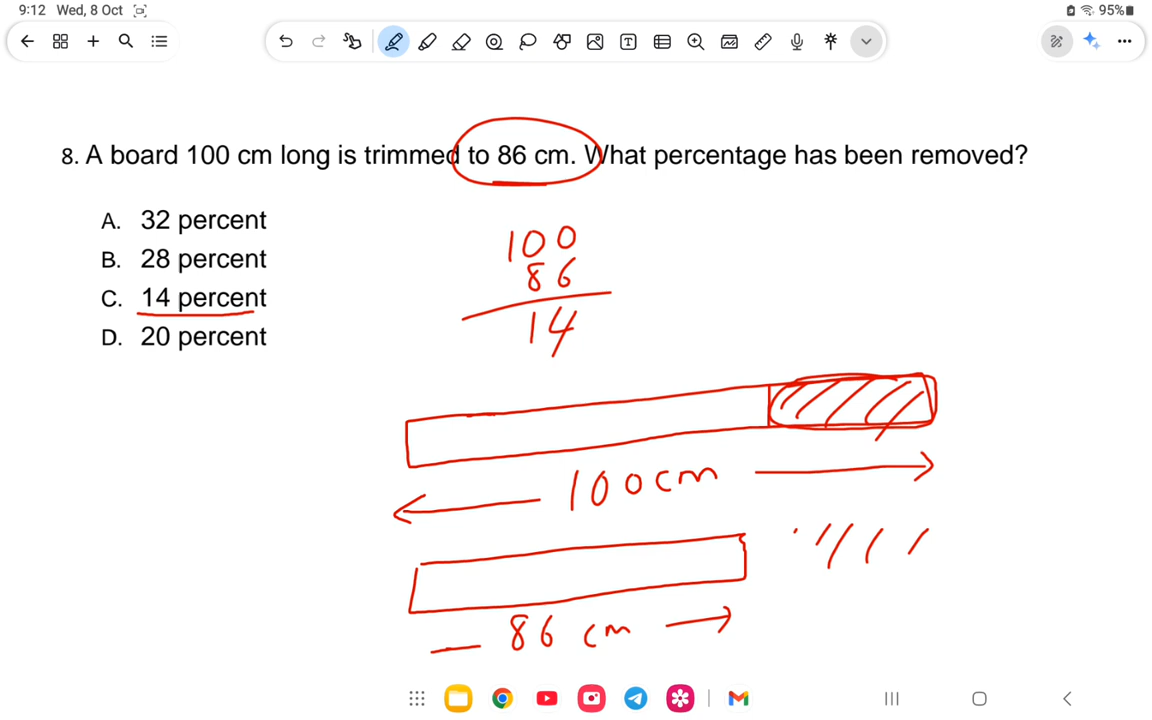 9:12 Wed, 8 Oct
95%
8. A board 100 cm long is trimmed to 86 cm. What percentage has been removed?
A. 32 percent
B. 28 percent
C. 14 percent
D. 20 percent
100
86
14
100cm
86 cm